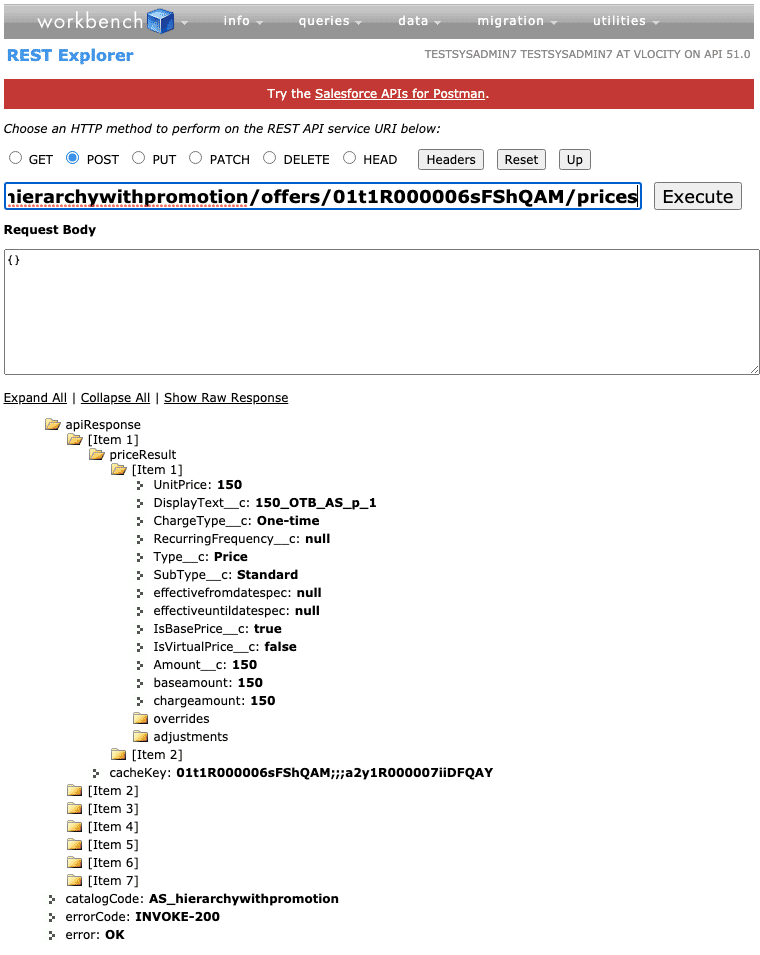 workbench info queries data migration utilities
REST Explorer TESTSYSADMIN7 TESTSYSADMIN7 AT VLOCITY ON API 51.0
Try the Salesforce APIs for Postman.
Choose an HTTP method to perform on the REST API service URI below:
GET POST PUT PATCH DELETE HEAD Headers Reset Up
hierarchywithpromotion/offers/01t1R000006sFShQAM/prices Execute
Request Body
{}
Expand All | Collapse All | Show Raw Response
apiResponse
[Item 1]
priceResult
[Item 1]
UnitPrice: 150
DisplayText__c: 150_OTB_AS_p_1
ChargeType__c: One-time
RecurringFrequency__c: null
Type__c: Price
SubType__c: Standard
effectivefromdatespec: null
effectiveuntildatespec: null
IsBasePrice__c: true
IsVirtualPrice__c: false
Amount__c: 150
baseamount: 150
chargeamount: 150
overrides
adjustments
[Item 2]
cacheKey: 01t1R000006sFShQAM;;;a2y1R000007iiDFQAY
[Item 2]
[Item 3]
[Item 4]
[Item 5]
[Item 6]
[Item 7]
catalogCode: AS_hierarchywithpromotion
errorCode: INVOKE-200
error: OK